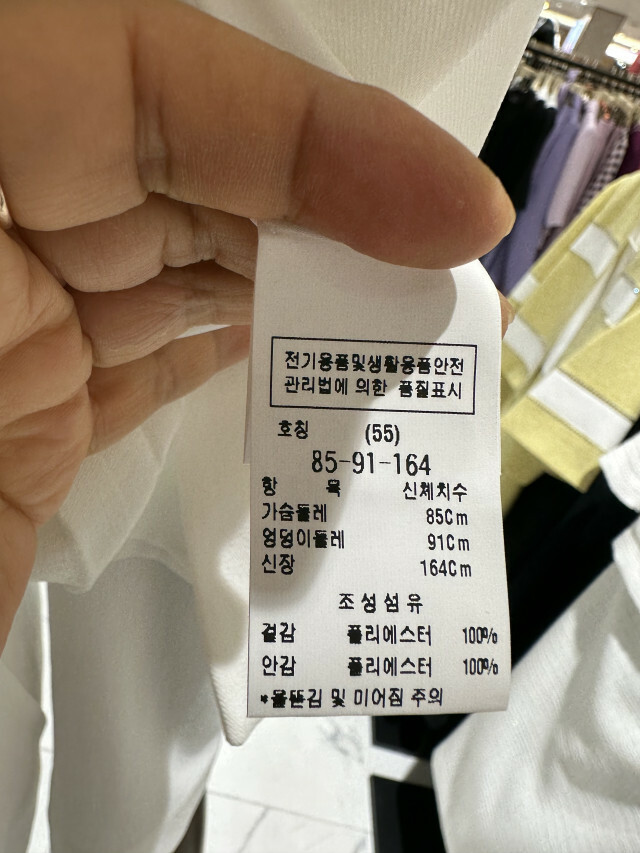 전기용품및생활용품안전
관리법에 의한 품질표시
호칭 (55)
85-91-164
항 목 신체치수
가슴둘레 85Cm
엉덩이둘레 91Cm
신장 164Cm
조성섬유
겉감 폴리에스터 100%
안감 폴리에스터 100%
*올뜯김 및 미어짐 주의